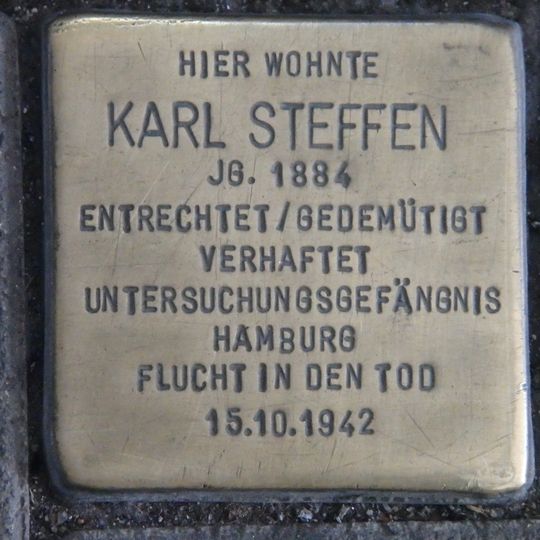 HIER WOHNTE
KARL STEFFEN
JG. 1884
ENTRECHTET/GEDEMÜTIGT
VERHAFTET
UNTERSUCHUNGSGEFÄNGNIS
HAMBURG
FLUCHT IN DEN TOD
15.10.1942